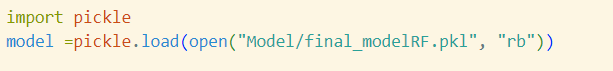 import pickle
model =pickle.load(open("Model/final_modelRF.pkl", "rb"))